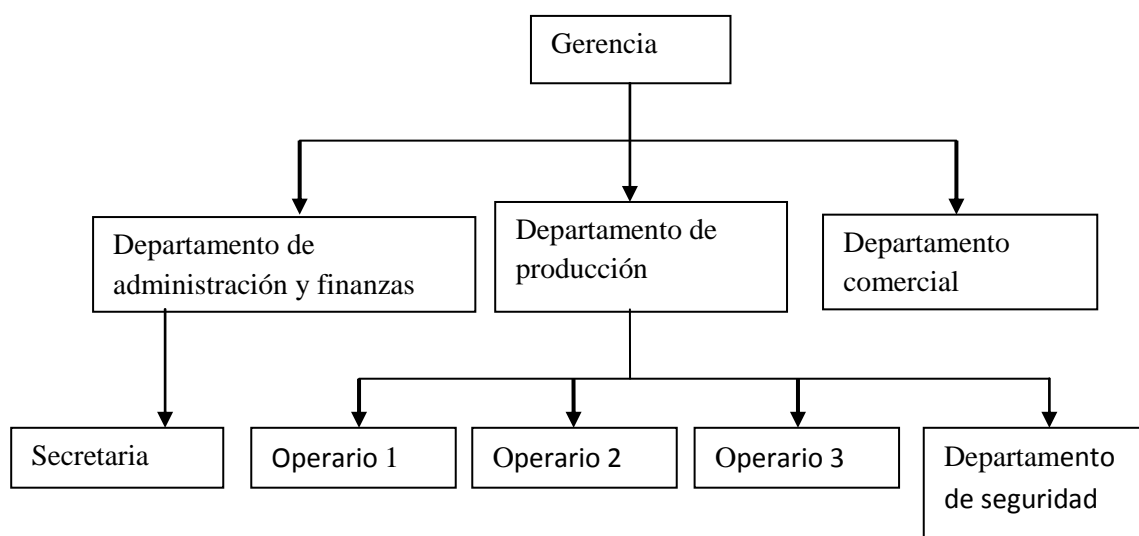 Gerencia
Departamento de
administración y finanzas
Departamento de
producción
Departamento
comercial
Secretaria
Operario 1
Operario 2
Operario 3
Departamento
de seguridad